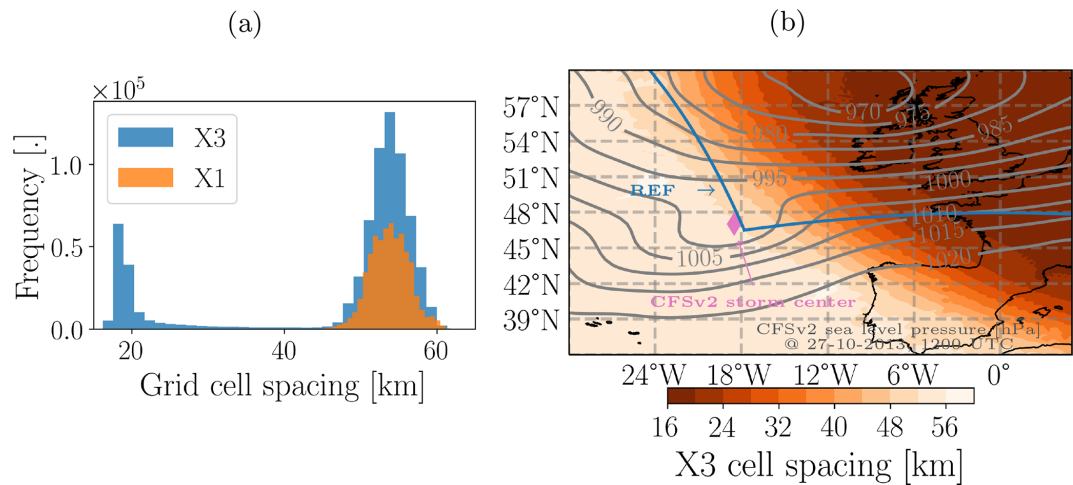 (a)
(b)
×10⁵
Frequency [.]
1.0
0.5
0.0
X3
X1
20
40
60
Grid cell spacing [km]
57°N
54°N
51°N
48°N
45°N
42°N
39°N
990
970
975
980
985
995
1000
1010
1015
1020
1005
REF →
CFSv2 storm center
CFSv2 sea level pressure [hPa]
@ 27-10-2013, 1200 UTC
24°W 18°W 12°W 6°W 0°
16 24 32 40 48 56
X3 cell spacing [km]